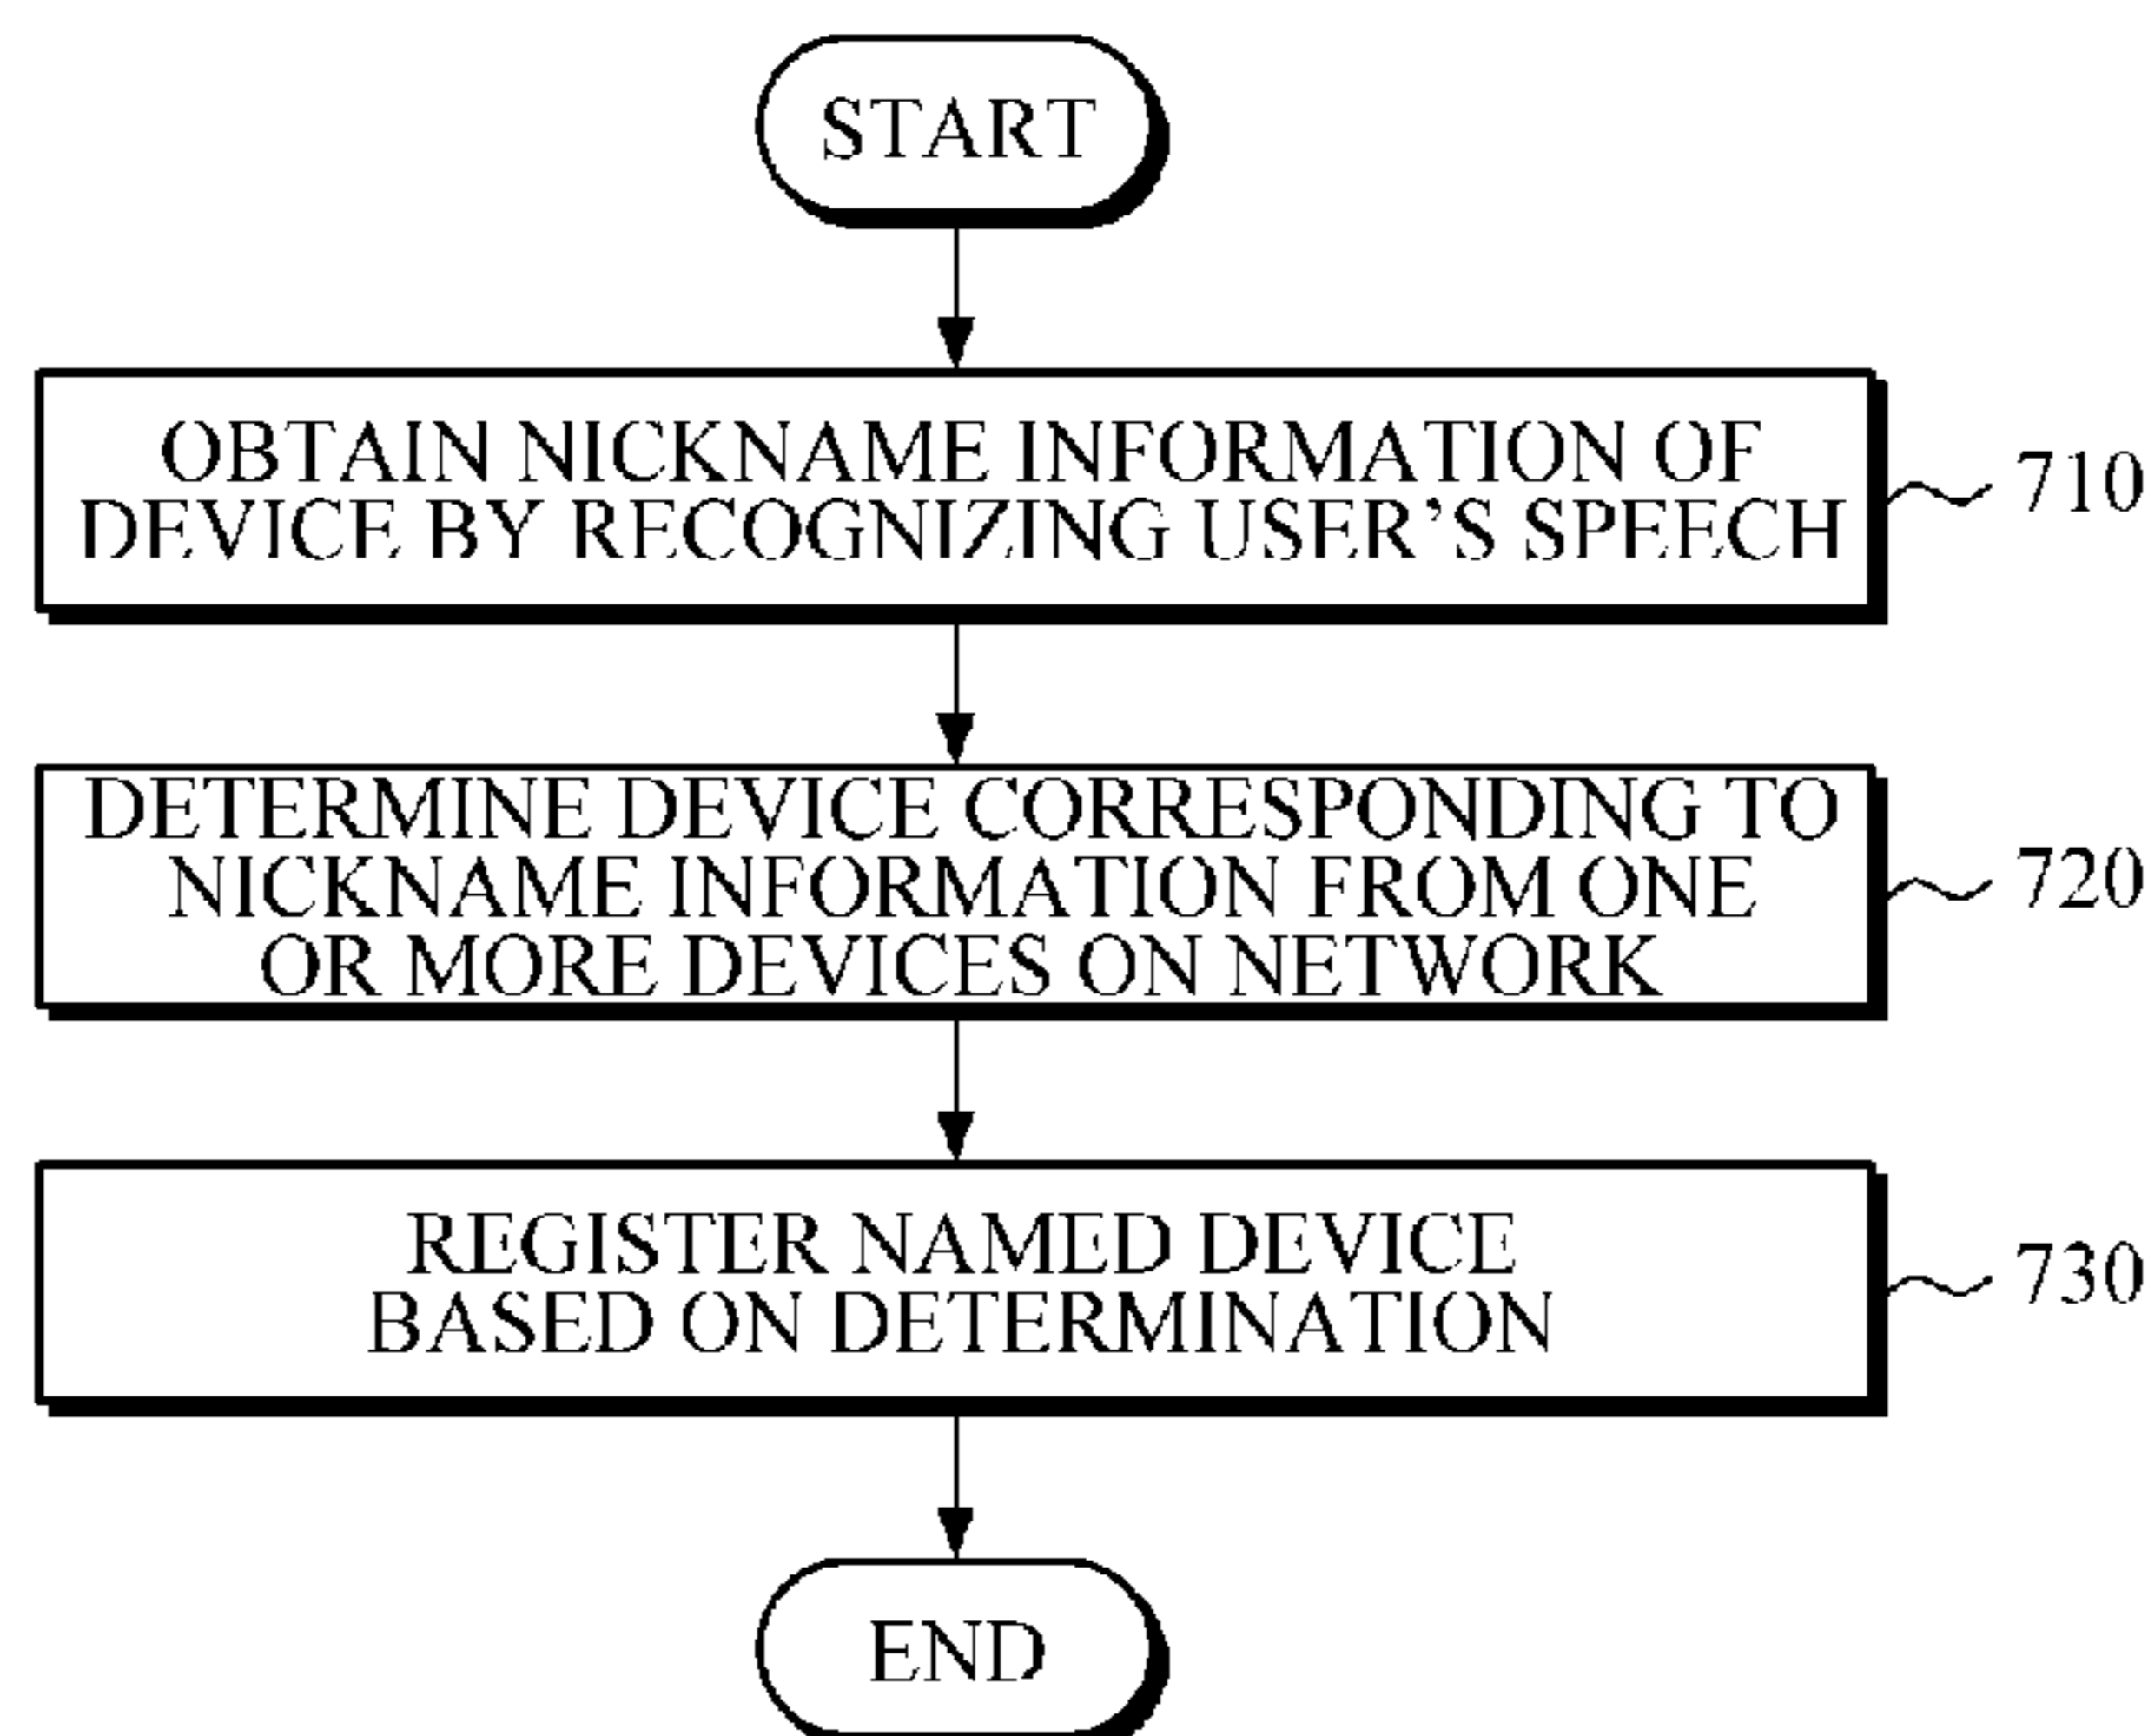 START
OBTAIN NICKNAME INFORMATION OF
DEVICE BY RECOGNIZING USER'S SPEECH
710
DETERMINE DEVICE CORRESPONDING TO
NICKNAME INFORMATION FROM ONE
OR MORE DEVICES ON NETWORK
720
REGISTER NAMED DEVICE
BASED ON DETERMINATION
730
END